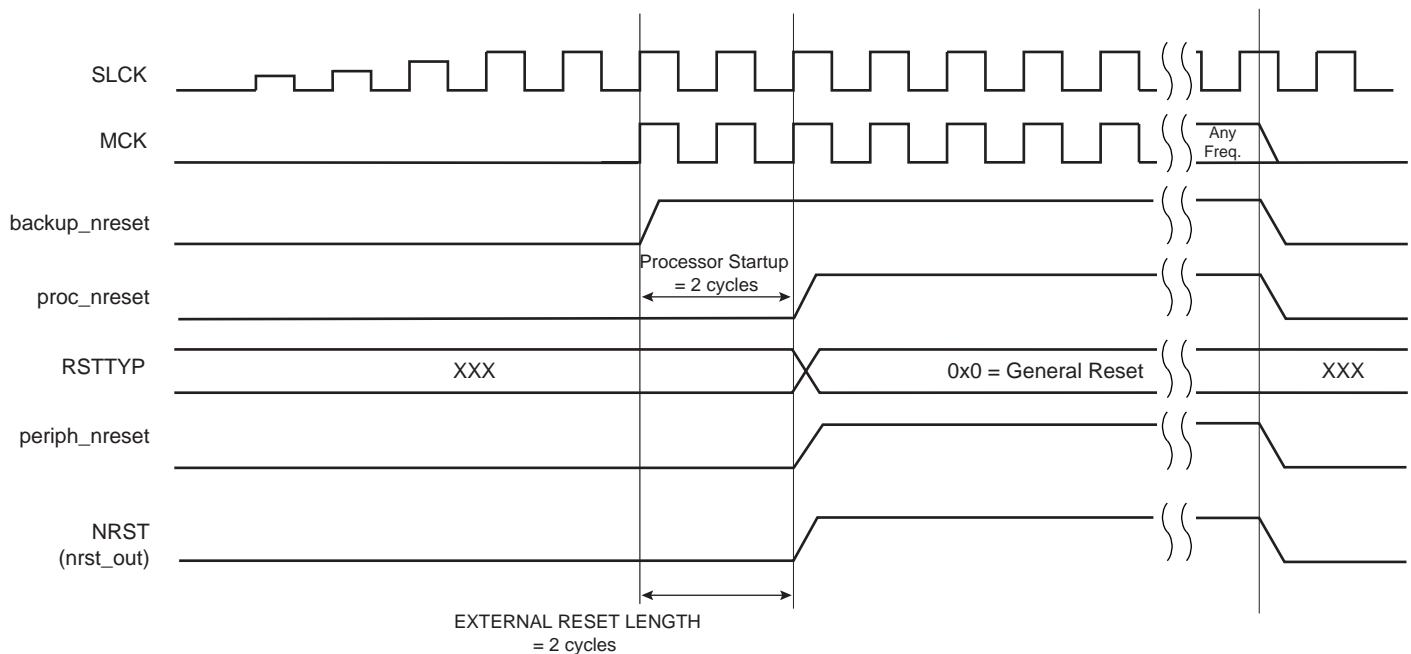 SLCK
MCK
Any
Freq.
backup_nreset
Processor Startup
= 2 cycles
proc_nreset
RSTTYP
XXX
0x0 = General Reset
XXX
periph_nreset
NRST
(nrst_out)
EXTERNAL RESET LENGTH
= 2 cycles